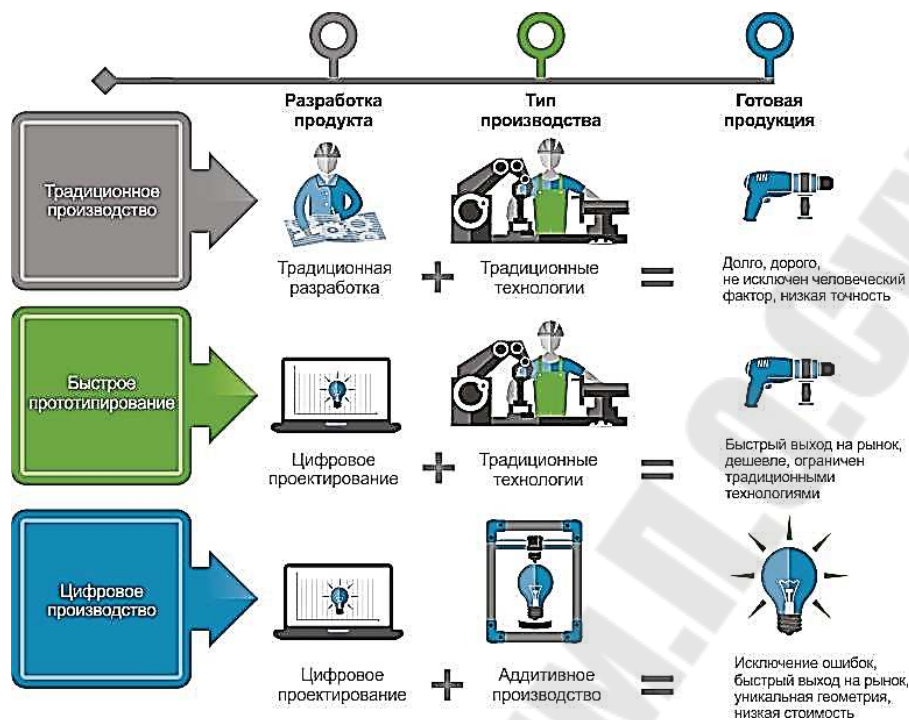 Разработка
продукта
Тип
производства
Готовая
продукция
Традиционное
производство
Традиционная
разработка
+
Традиционные
технологии
=
Долго, дорого,
не исключен человеческий
фактор, низкая точность
Быстрое
прототипирование
Цифровое
проектирование
+
Традиционные
технологии
=
Быстрый выход на рынок,
дешевле, ограничен
традиционными
технологиями
Цифровое
производство
Цифровое
проектирование
+
Аддитивное
производство
=
Исключение ошибок,
быстрый выход на рынок,
уникальная геометрия,
низкая стоимость